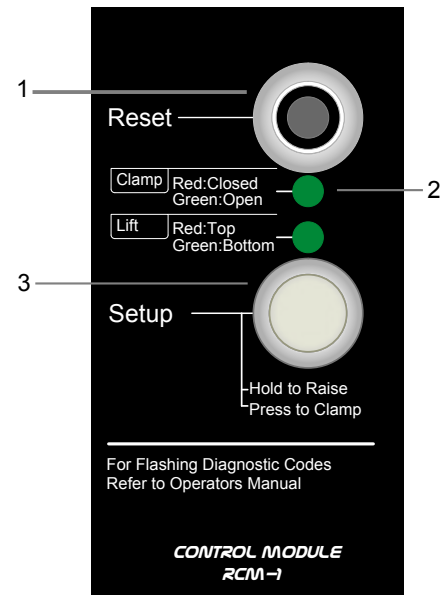 1
Reset
Clamp
Red:Closed
Green:Open
2
Lift
Red:Top
Green:Bottom
3
Setup
Hold to Raise
Press to Clamp
For Flashing Diagnostic Codes
Refer to Operators Manual
CONTROL MODULE
RCM-1